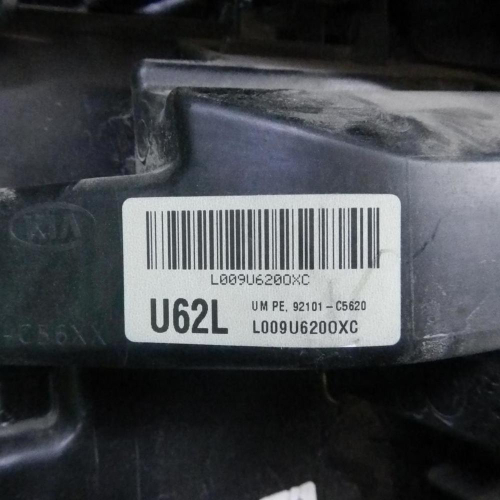 KIA
L009U6200XC
U62L
UM PE, 92101-C5620
L009U6200XC
-C56XX